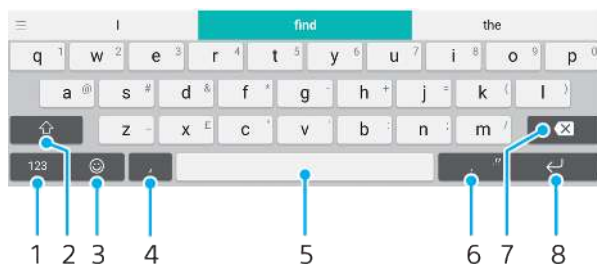 I find the
q 1 w 2 e 3 r 4 t 5 y 6 u 7 i 8 o 9 p 0
a @ s # d & f * g - h + j = k ( l )
z _ x £ c " v ' b : n ; m /
123 , . ,!?
1 2 3 4 5 6 7 8